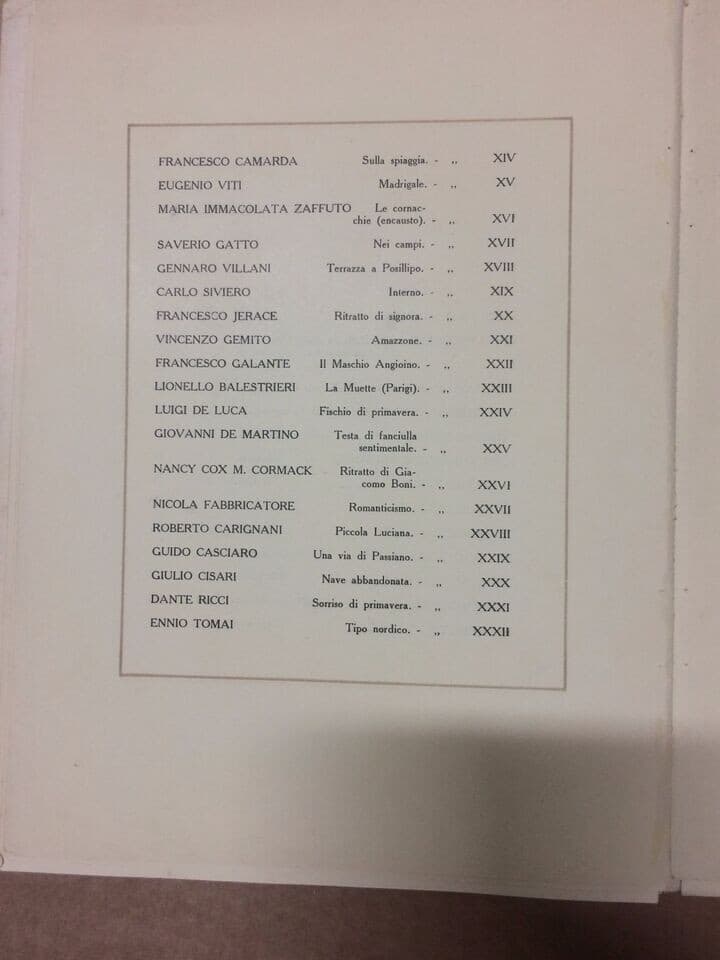 FRANCESCO CAMARDA Sulla spiaggia. - „ XIV
EUGENIO VITI Madrigale. - „ XV
MARIA IMMACOLATA ZAFFUTO Le cornac-
chie (encausto). - „ XVI
SAVERIO GATTO Nei campi. - „ XVII
GENNARO VILLANI Terrazza a Posillipo. - „ XVIII
CARLO SIVIERO Interno. - „ XIX
FRANCESCO JERACE Ritratto di signora. - „ XX
VINCENZO GEMITO Amazzone. - „ XXI
FRANCESCO GALANTE Il Maschio Angioino. - „ XXII
LIONELLO BALESTRIERI La Muette (Parigi). - „ XXIII
LUIGI DE LUCA Fischio di primavera. - „ XXIV
GIOVANNI DE MARTINO Testa di fanciulla
sentimentale. - „ XXV
NANCY COX M. CORMACK Ritratto di Gia-
como Boni. - „ XXVI
NICOLA FABBRICATORE Romanticismo. - „ XXVII
ROBERTO CARIGNANI Piccola Luciana. - „ XXVIII
GUIDO CASCIARO Una via di Passiano. - „ XXIX
GIULIO CISARI Nave abbandonata. - „ XXX
DANTE RICCI Sorriso di primavera. - „ XXXI
ENNIO TOMAI Tipo nordico. - „ XXXII